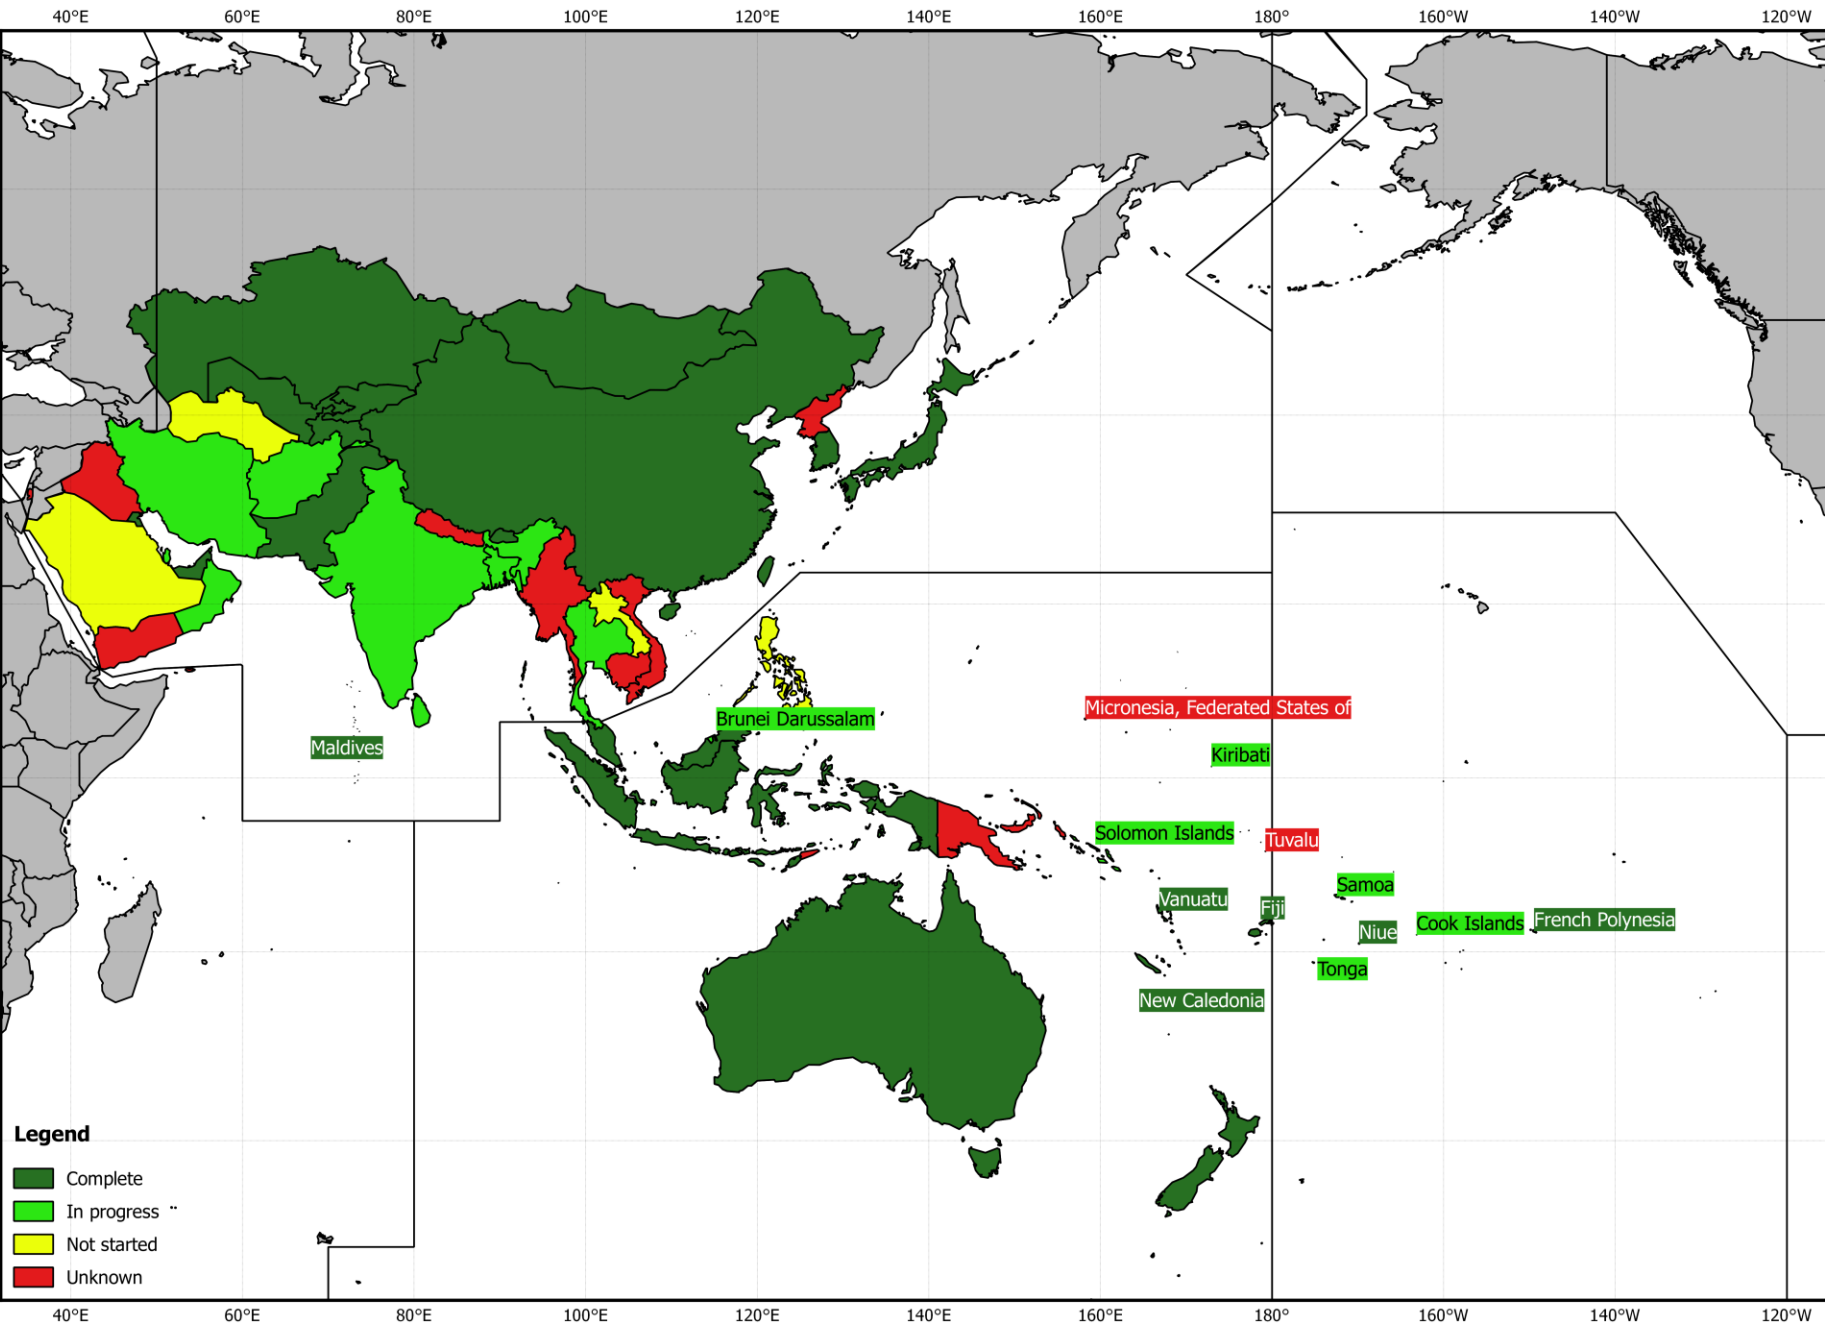 40°E 60°E 80°E 100°E 120°E 140°E 160°E 180° 160°W 140°W 120°W
Micronesia, Federated States of
Brunei Darussalam
Maldives
Kiribati
Solomon Islands
Tuvalu
Samoa
Vanuatu
Fiji
French Polynesia
Cook Islands
Niue
Tonga
New Caledonia
Legend
Complete
In progress
Not started
Unknown
40°E 60°E 80°E 100°E 120°E 140°E 160°E 180° 160°W 140°W 120°W